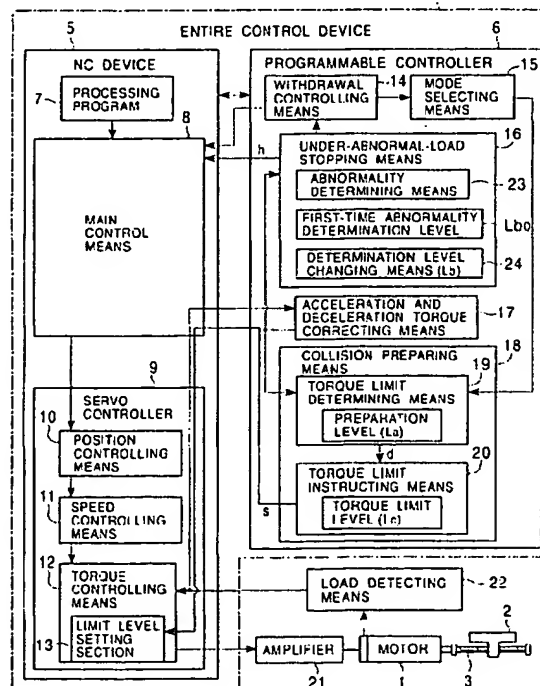 ENTIRE CONTROL DEVICE
5
NC DEVICE
7
PROCESSING
PROGRAM
8
MAIN
CONTROL
MEANS
9
SERVO
CONTROLLER
10
POSITION
CONTROLLING
MEANS
11
SPEED
CONTROLLING
MEANS
12
TORQUE
CONTROLLING
MEANS
13
LIMIT LEVEL
SETTING
SECTION
6
PROGRAMMABLE CONTROLLER
WITHDRAWAL
CONTROLLING
MEANS
14
MODE
SELECTING
MEANS
15
h
UNDER-ABNORMAL-LOAD
STOPPING MEANS
16
ABNORMALITY
DETERMINING MEANS
23
FIRST-TIME ABNORMALITY
DETERMINATION LEVEL
Lbo
DETERMINATION LEVEL
CHANGING MEANS (Lb)
24
ACCELERATION AND
DECELERATION TORQUE
CORRECTING MEANS
17
COLLISION PREPARING
MEANS
18
TORQUE LIMIT
DETERMINING MEANS
19
PREPARATION
LEVEL (La)
d
TORQUE LIMIT
INSTRUCTING MEANS
20
TORQUE LIMIT
LEVEL (Lc)
s
LOAD DETECTING
MEANS
22
AMPLIFIER
21
MOTOR
1
2
3